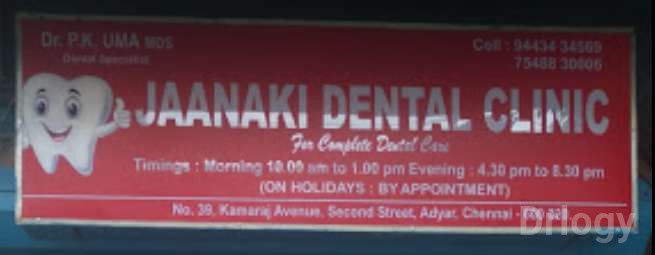 Dr. P.K. UMA MDS
Dental Specialist
Cell : 94434 34569
75488 30006
JAANAKI DENTAL CLINIC
For Complete Dental Care
Timings : Morning 10.00 am to 1.00 pm Evening : 4.30 pm to 8.30 pm
(ON HOLIDAYS : BY APPOINTMENT)
No. 39, Kamaraj Avenue, Second Street, Adyar, Chennai - 600 020.
Drlogy